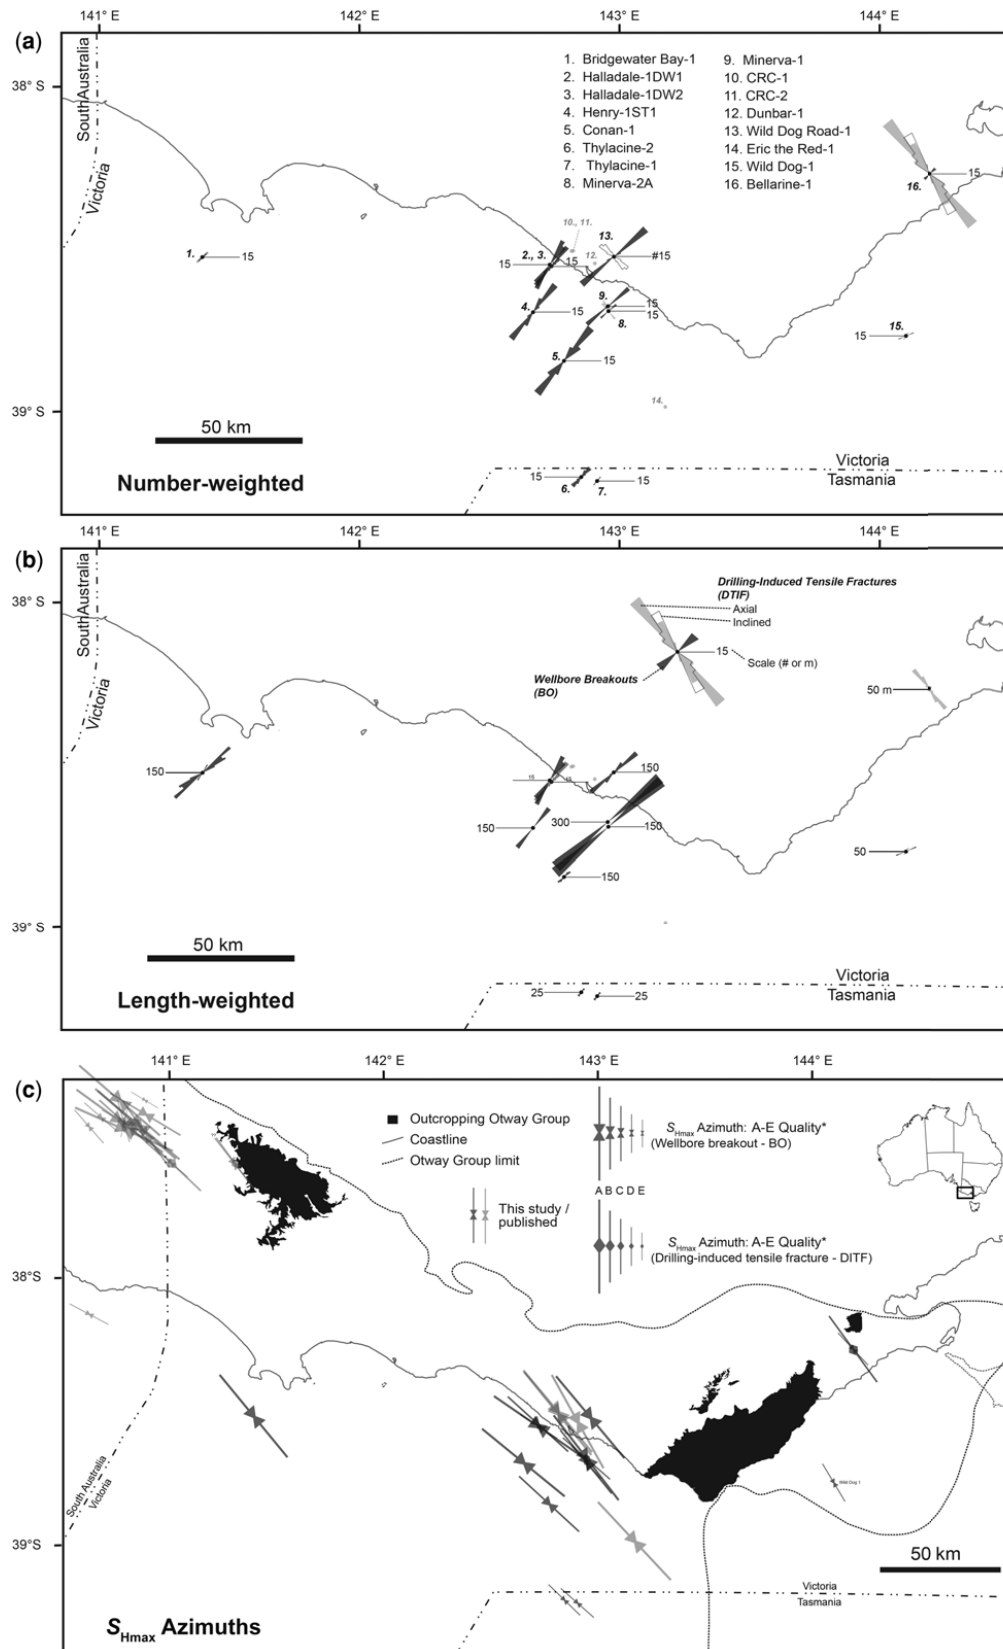 141° E 142° E 143° E 144° E
(a)
38° S
39° S
South Australia
Victoria
1. Bridgewater Bay-1
2. Halladale-1DW1
3. Halladale-1DW2
4. Henry-1ST1
5. Conan-1
6. Thylacine-2
7. Thylacine-1
8. Minerva-2A
9. Minerva-1
10. CRC-1
11. CRC-2
12. Dunbar-1
13. Wild Dog Road-1
14. Eric the Red-1
15. Wild Dog-1
16. Bellarine-1
16. 15
10., 11.
13.
1. 15
2., 3.
15 15
12.
#15
4. 15
9. 15
8. 15
5. 15
15 15.
14.
50 km
Number-weighted
Victoria
Tasmania
15 6.
7. 15
141° E 142° E 143° E 144° E
(b)
38° S
39° S
South Australia
Victoria
Drilling-Induced Tensile Fractures
(DTIF)
Axial
Inclined
15
Scale (# or m)
Wellbore Breakouts
(BO)
50 m
150
15 15
150
150
300
150
150
50
50 km
Length-weighted
Victoria
Tasmania
25 25
141° E 142° E 143° E 144° E
(c)
38° S
39°S
Outcropping Otway Group
Coastline
Otway Group limit
This study /
published
SHmax Azimuth: A-E Quality*
(Wellbore breakout - BO)
A B C D E
SHmax Azimuth: A-E Quality*
(Drilling-induced tensile fracture - DITF)
South Australia
Victoria
Wild Dog 1
50 km
Victoria
Tasmania
SHmax Azimuths